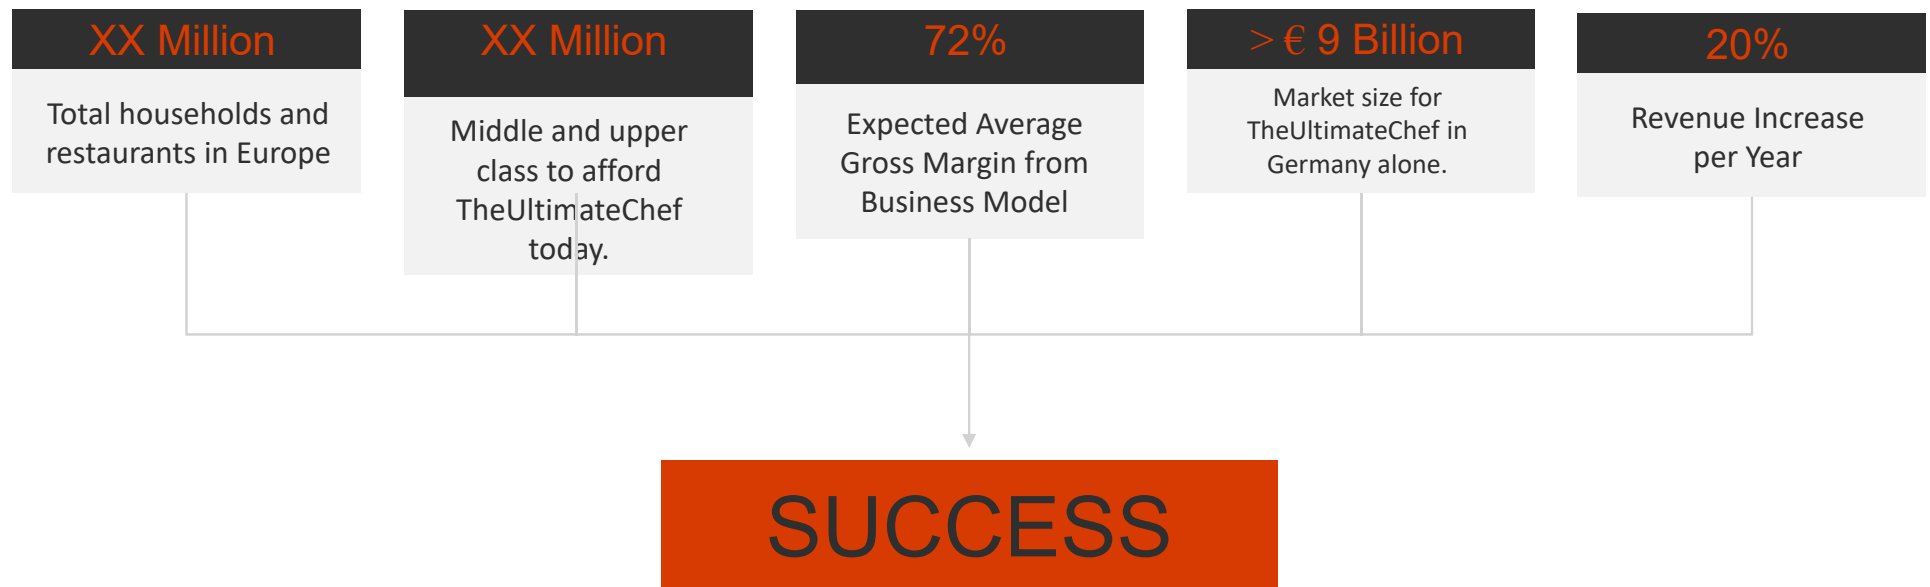 XX Million
Total households and
restaurants in Europe
XX Million
Middle and upper
class to afford
TheUltimateChef
today.
72%
Expected Average
Gross Margin from
Business Model
> € 9 Billion
Market size for
TheUltimateChef in
Germany alone.
20%
Revenue Increase
per Year
SUCCESS